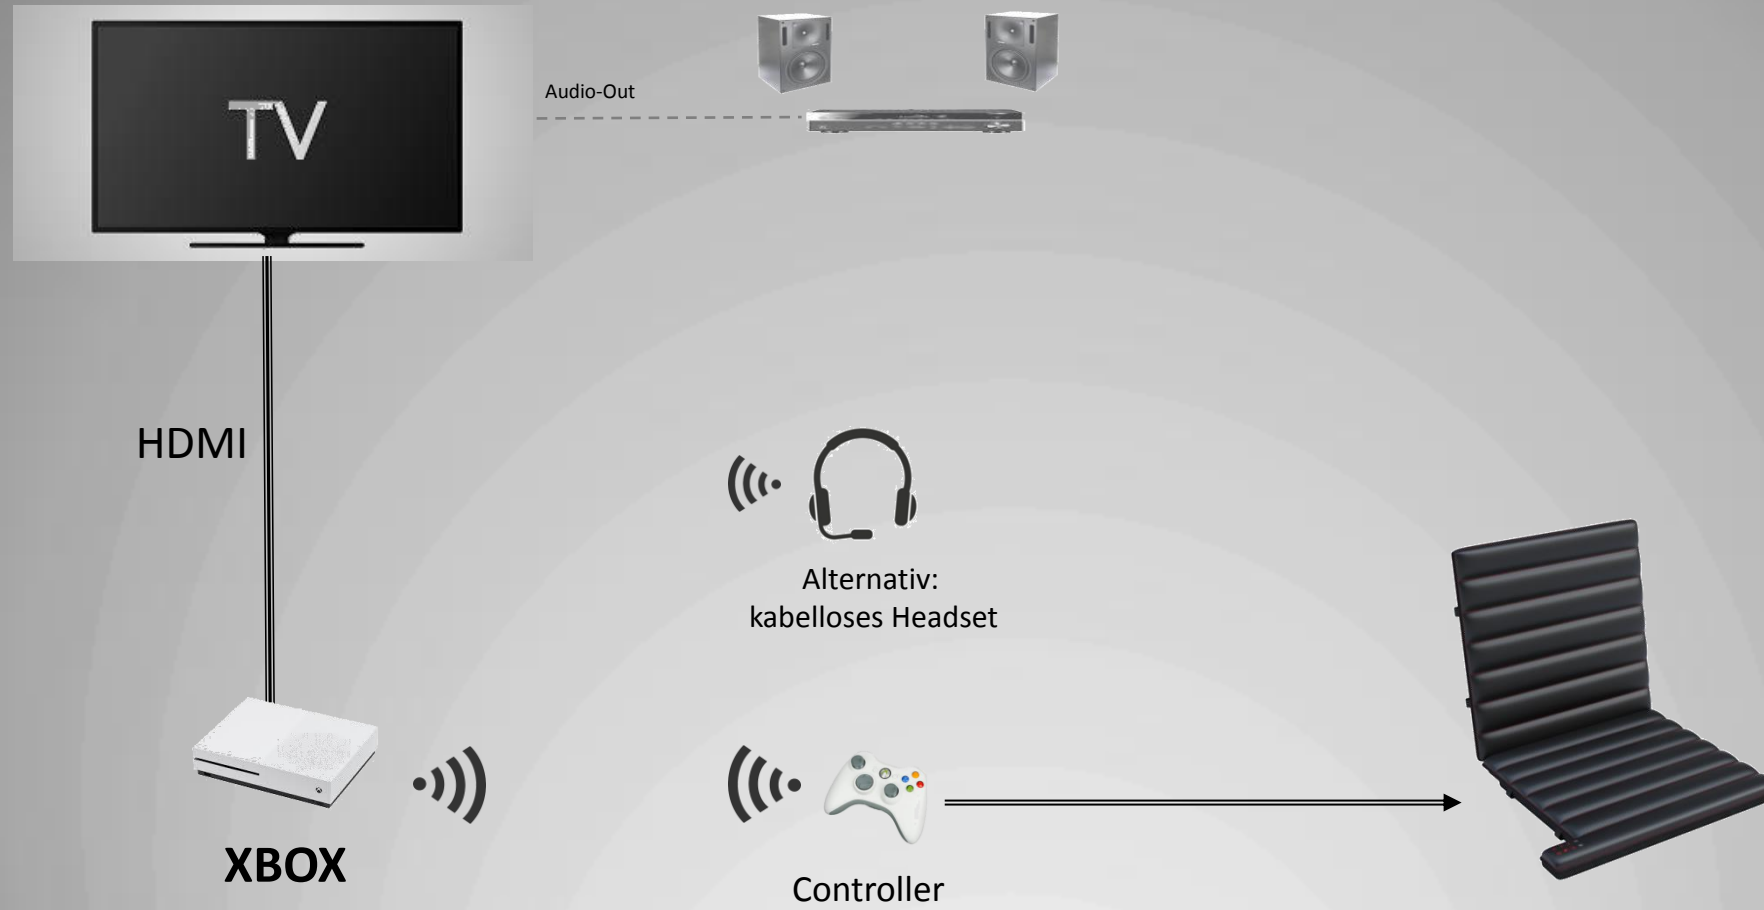 TV
Audio-Out
HDMI
Alternativ:
kabelloses Headset
XBOX
Controller